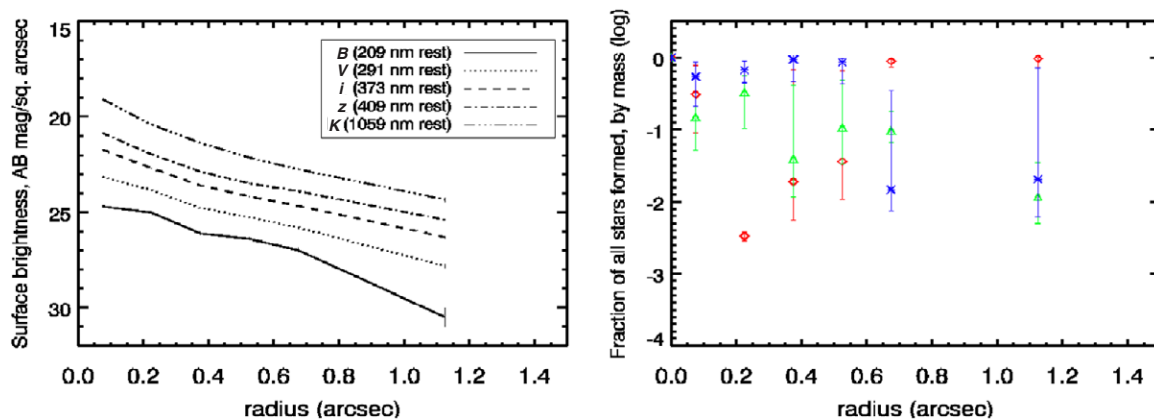 Surface brightness, AB mag/sq. arcsec
15
20
25
30
B (209 nm rest)
V (291 nm rest)
i (373 nm rest)
z (409 nm rest)
K (1059 nm rest)
0.0 0.2 0.4 0.6 0.8 1.0 1.2 1.4
radius (arcsec)
Fraction of all stars formed, by mass (log)
0
-1
-2
-3
-4
0.0 0.2 0.4 0.6 0.8 1.0 1.2 1.4
radius (arcsec)